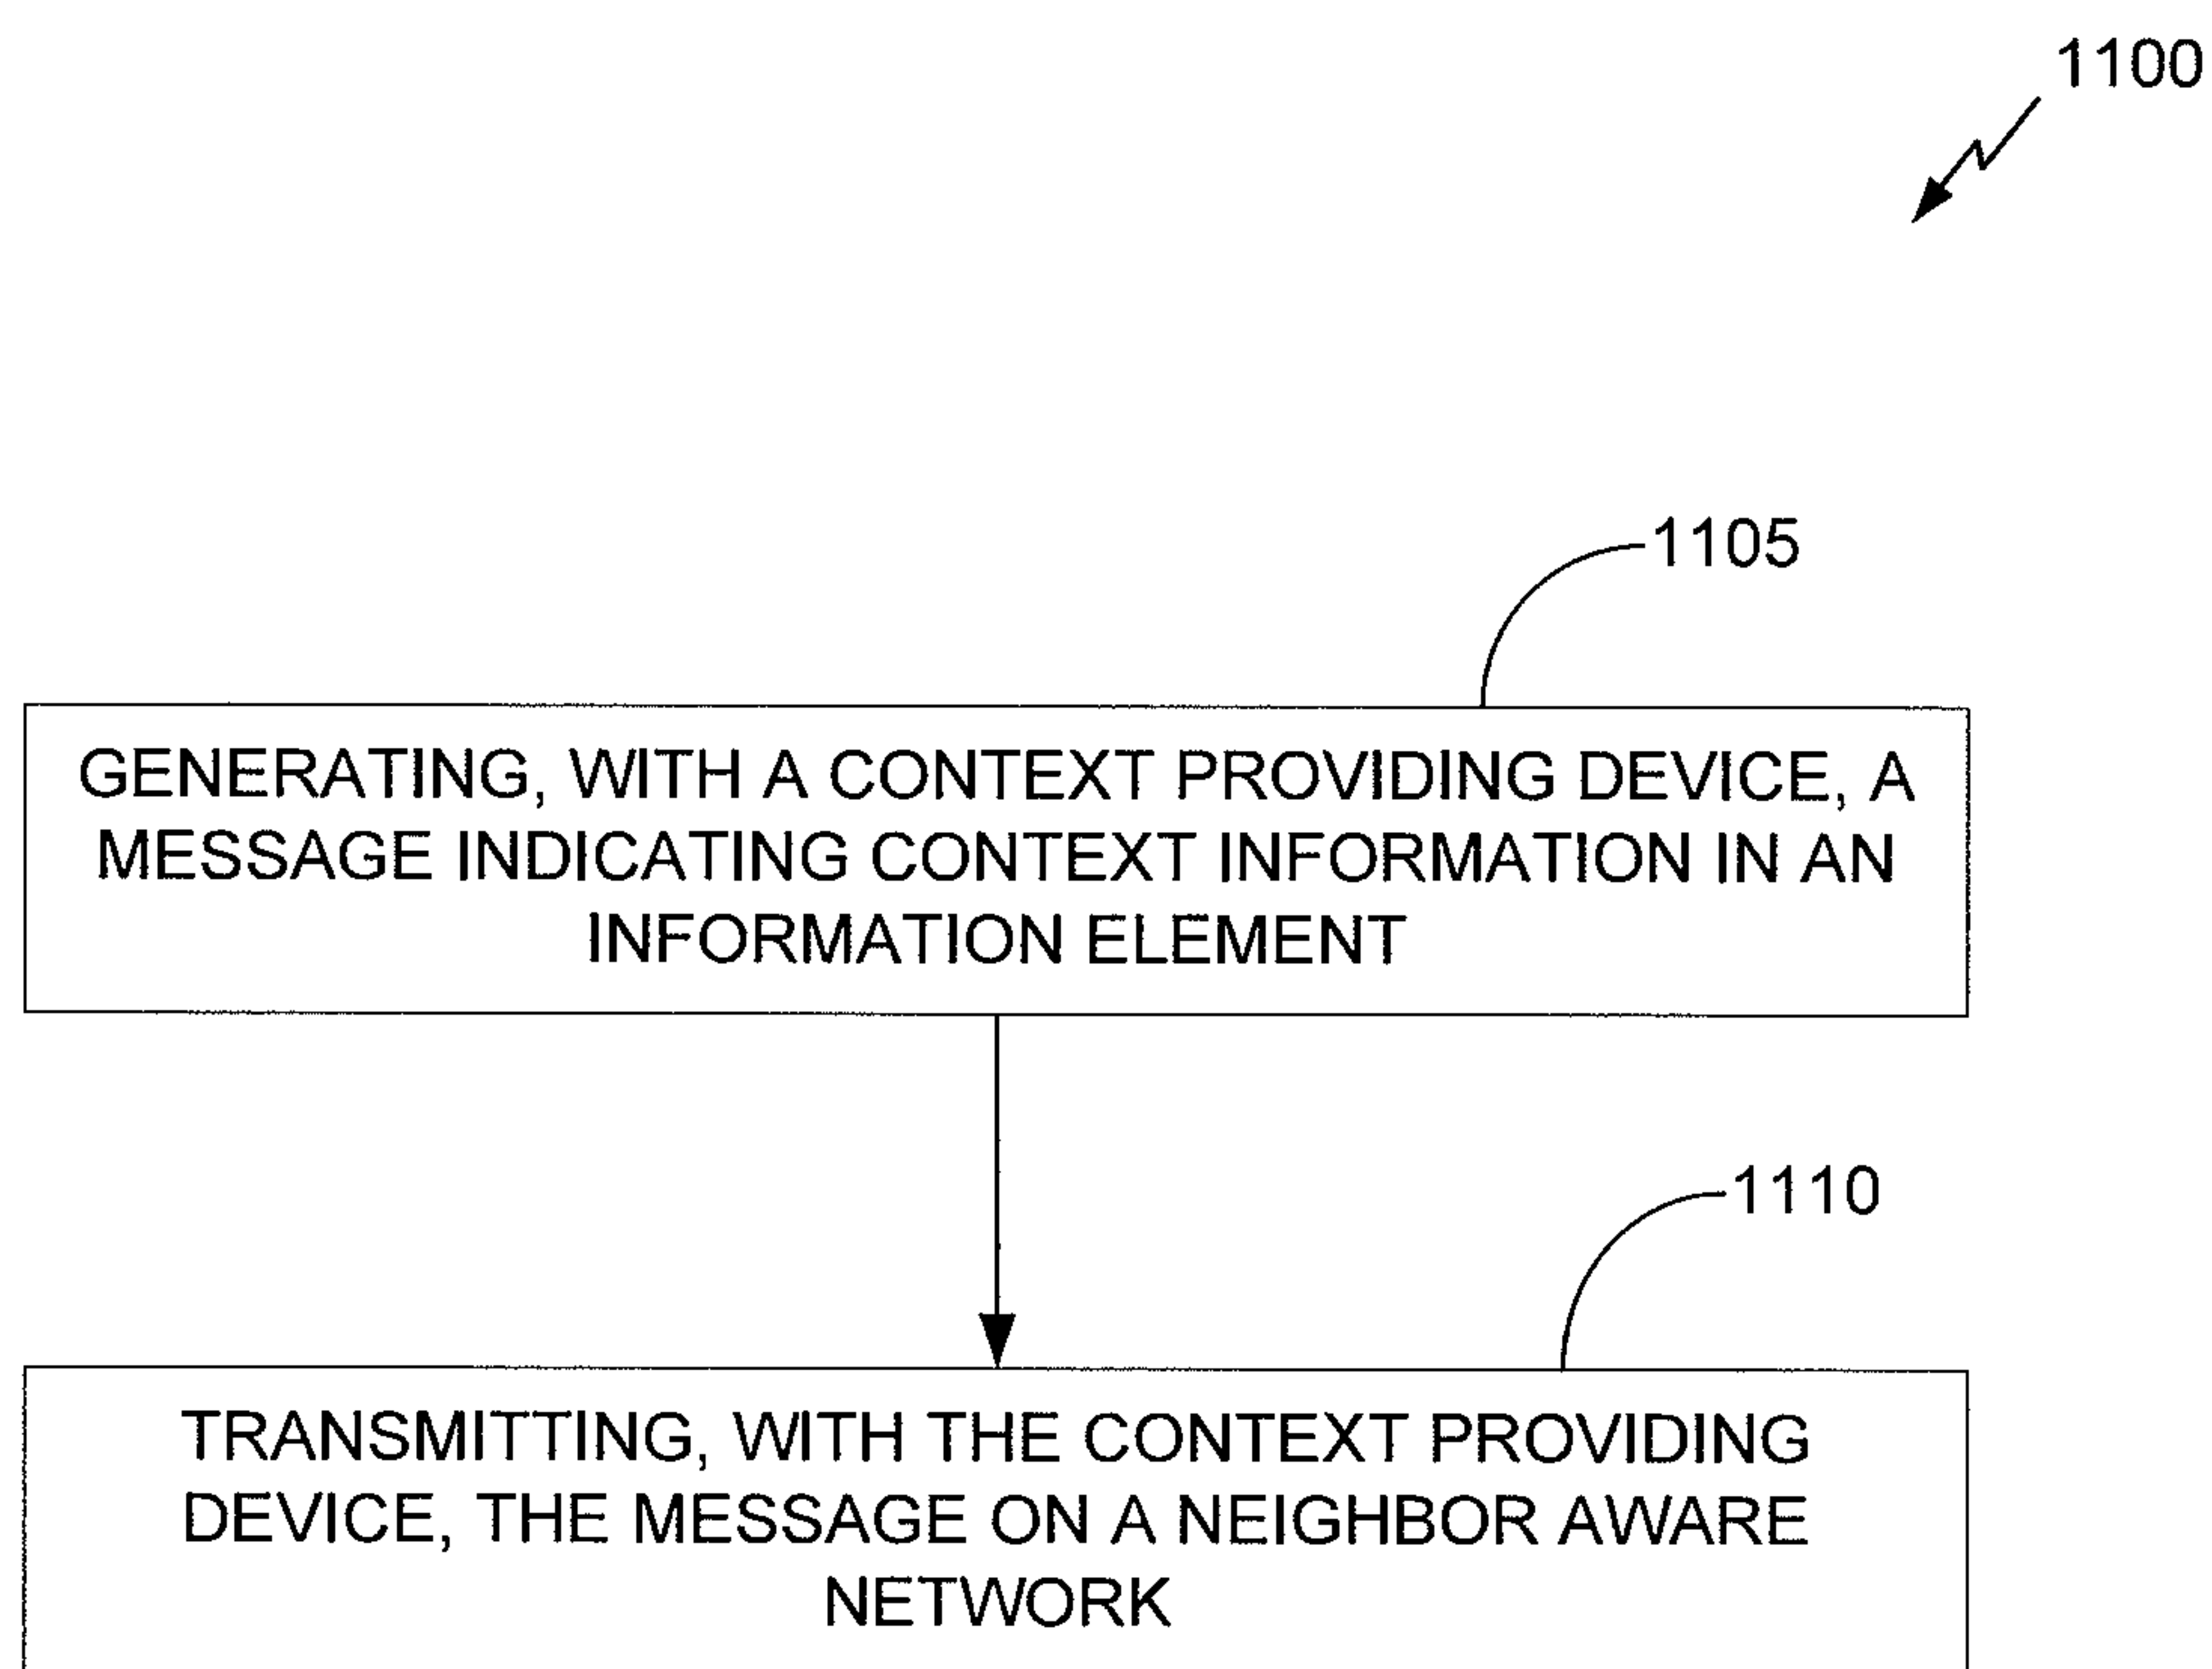 1100
1105
GENERATING, WITH A CONTEXT PROVIDING DEVICE, A
MESSAGE INDICATING CONTEXT INFORMATION IN AN
INFORMATION ELEMENT
1110
TRANSMITTING, WITH THE CONTEXT PROVIDING
DEVICE, THE MESSAGE ON A NEIGHBOR AWARE
NETWORK